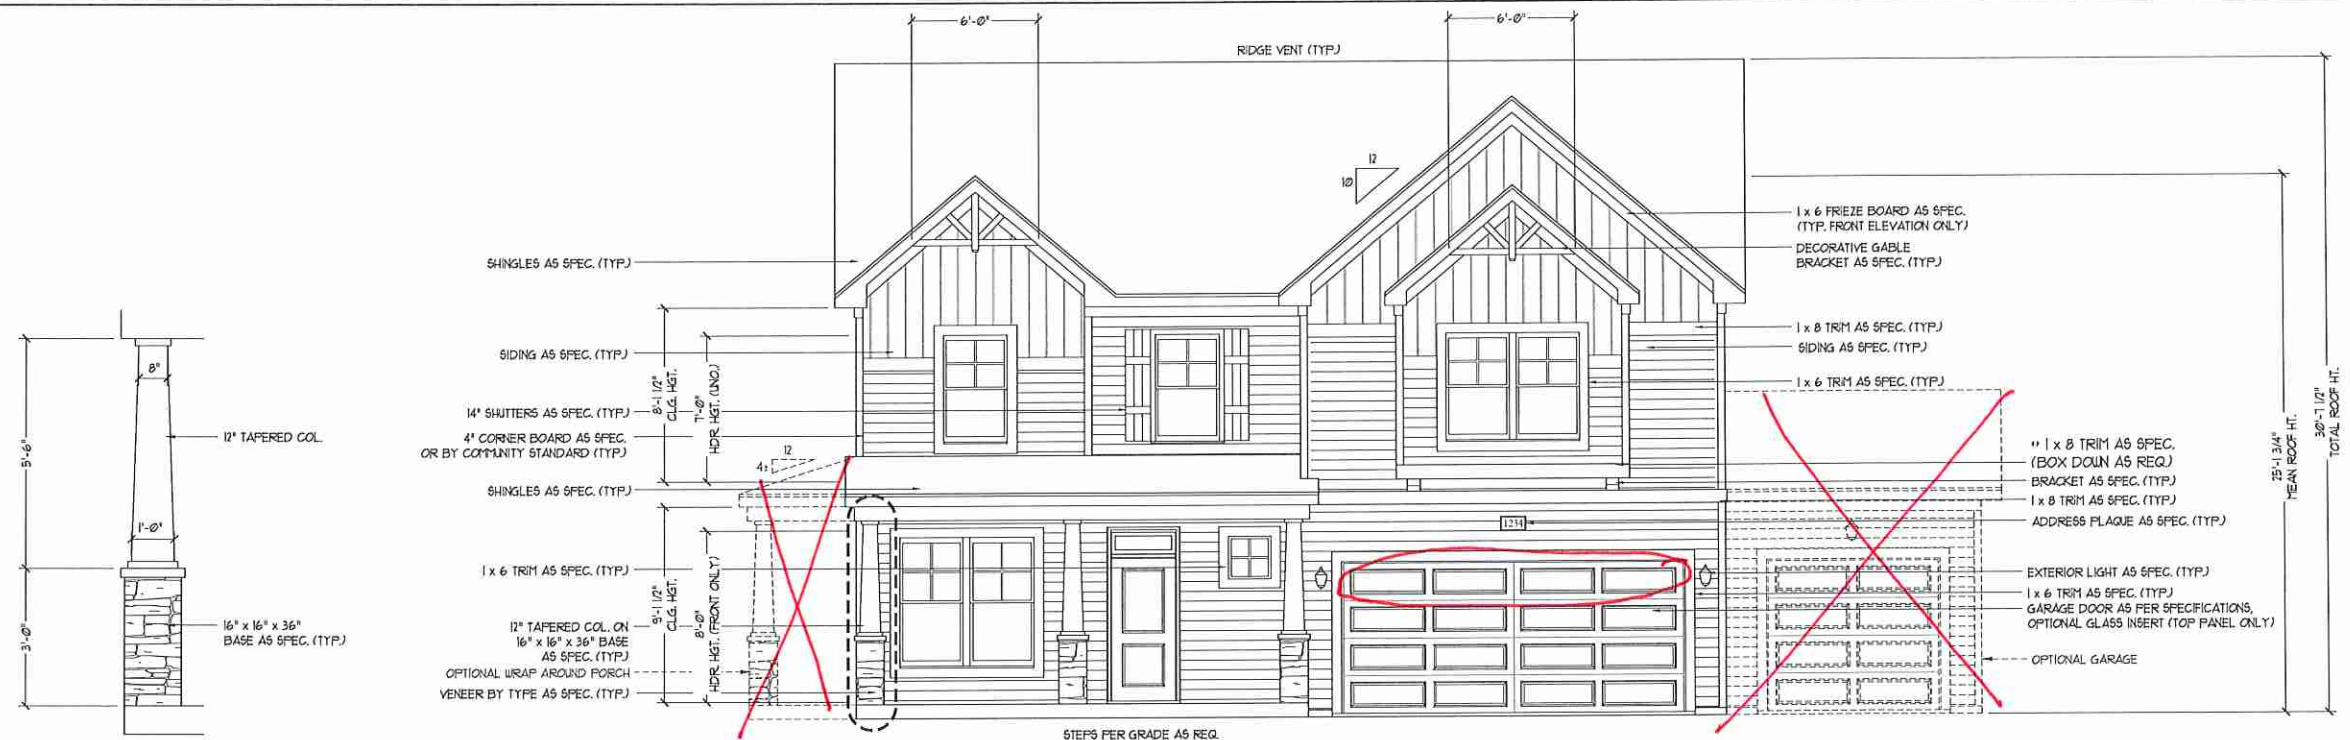 6'-0"
6'-0"
RIDGE VENT (TYP.)
12
10
1 x 6 FRIEZE BOARD AS SPEC.
(TYP. FRONT ELEVATION ONLY)
DECORATIVE GABLE
BRACKET AS SPEC. (TYP.)
SHINGLES AS SPEC. (TYP.)
1 x 8 TRIM AS SPEC. (TYP.)
SIDING AS SPEC. (TYP.)
SIDING AS SPEC. (TYP.)
1 x 6 TRIM AS SPEC. (TYP.)
8"
14" SHUTTERS AS SPEC. (TYP.)
8'-1 1/2"
CLG. HGT.
7'-0"
HDR. HGT. (UNO.)
12" TAPERED COL.
4" CORNER BOARD AS SPEC.
OR BY COMMUNITY STANDARD (TYP.)
12
4
5'-6"
SHINGLES AS SPEC. (TYP.)
1 x 8 TRIM AS SPEC.
(BOX DOWN AS REQ.)
BRACKET AS SPEC. (TYP.)
1 x 8 TRIM AS SPEC. (TYP.)
ADDRESS PLAQUE AS SPEC. (TYP.)
25'-1 3/4"
MEAN ROOF HT.
30'-7 1/2"
TOTAL ROOF HT.
1'-0"
1234
1 x 6 TRIM AS SPEC. (TYP.)
9'-1 1/2"
CLG. HGT.
8'-0"
HDR. HGT. (FRONT ONLY)
EXTERIOR LIGHT AS SPEC. (TYP.)
1 x 6 TRIM AS SPEC. (TYP.)
GARAGE DOOR AS PER SPECIFICATIONS,
OPTIONAL GLASS INSERT (TOP PANEL ONLY)
3'-0"
16" x 16" x 36"
BASE AS SPEC. (TYP.)
12" TAPERED COL. ON
16" x 16" x 36" BASE
AS SPEC. (TYP.)
OPTIONAL WRAP AROUND PORCH
VENEER BY TYPE AS SPEC. (TYP.)
OPTIONAL GARAGE
STEPS PER GRADE AS REQ.